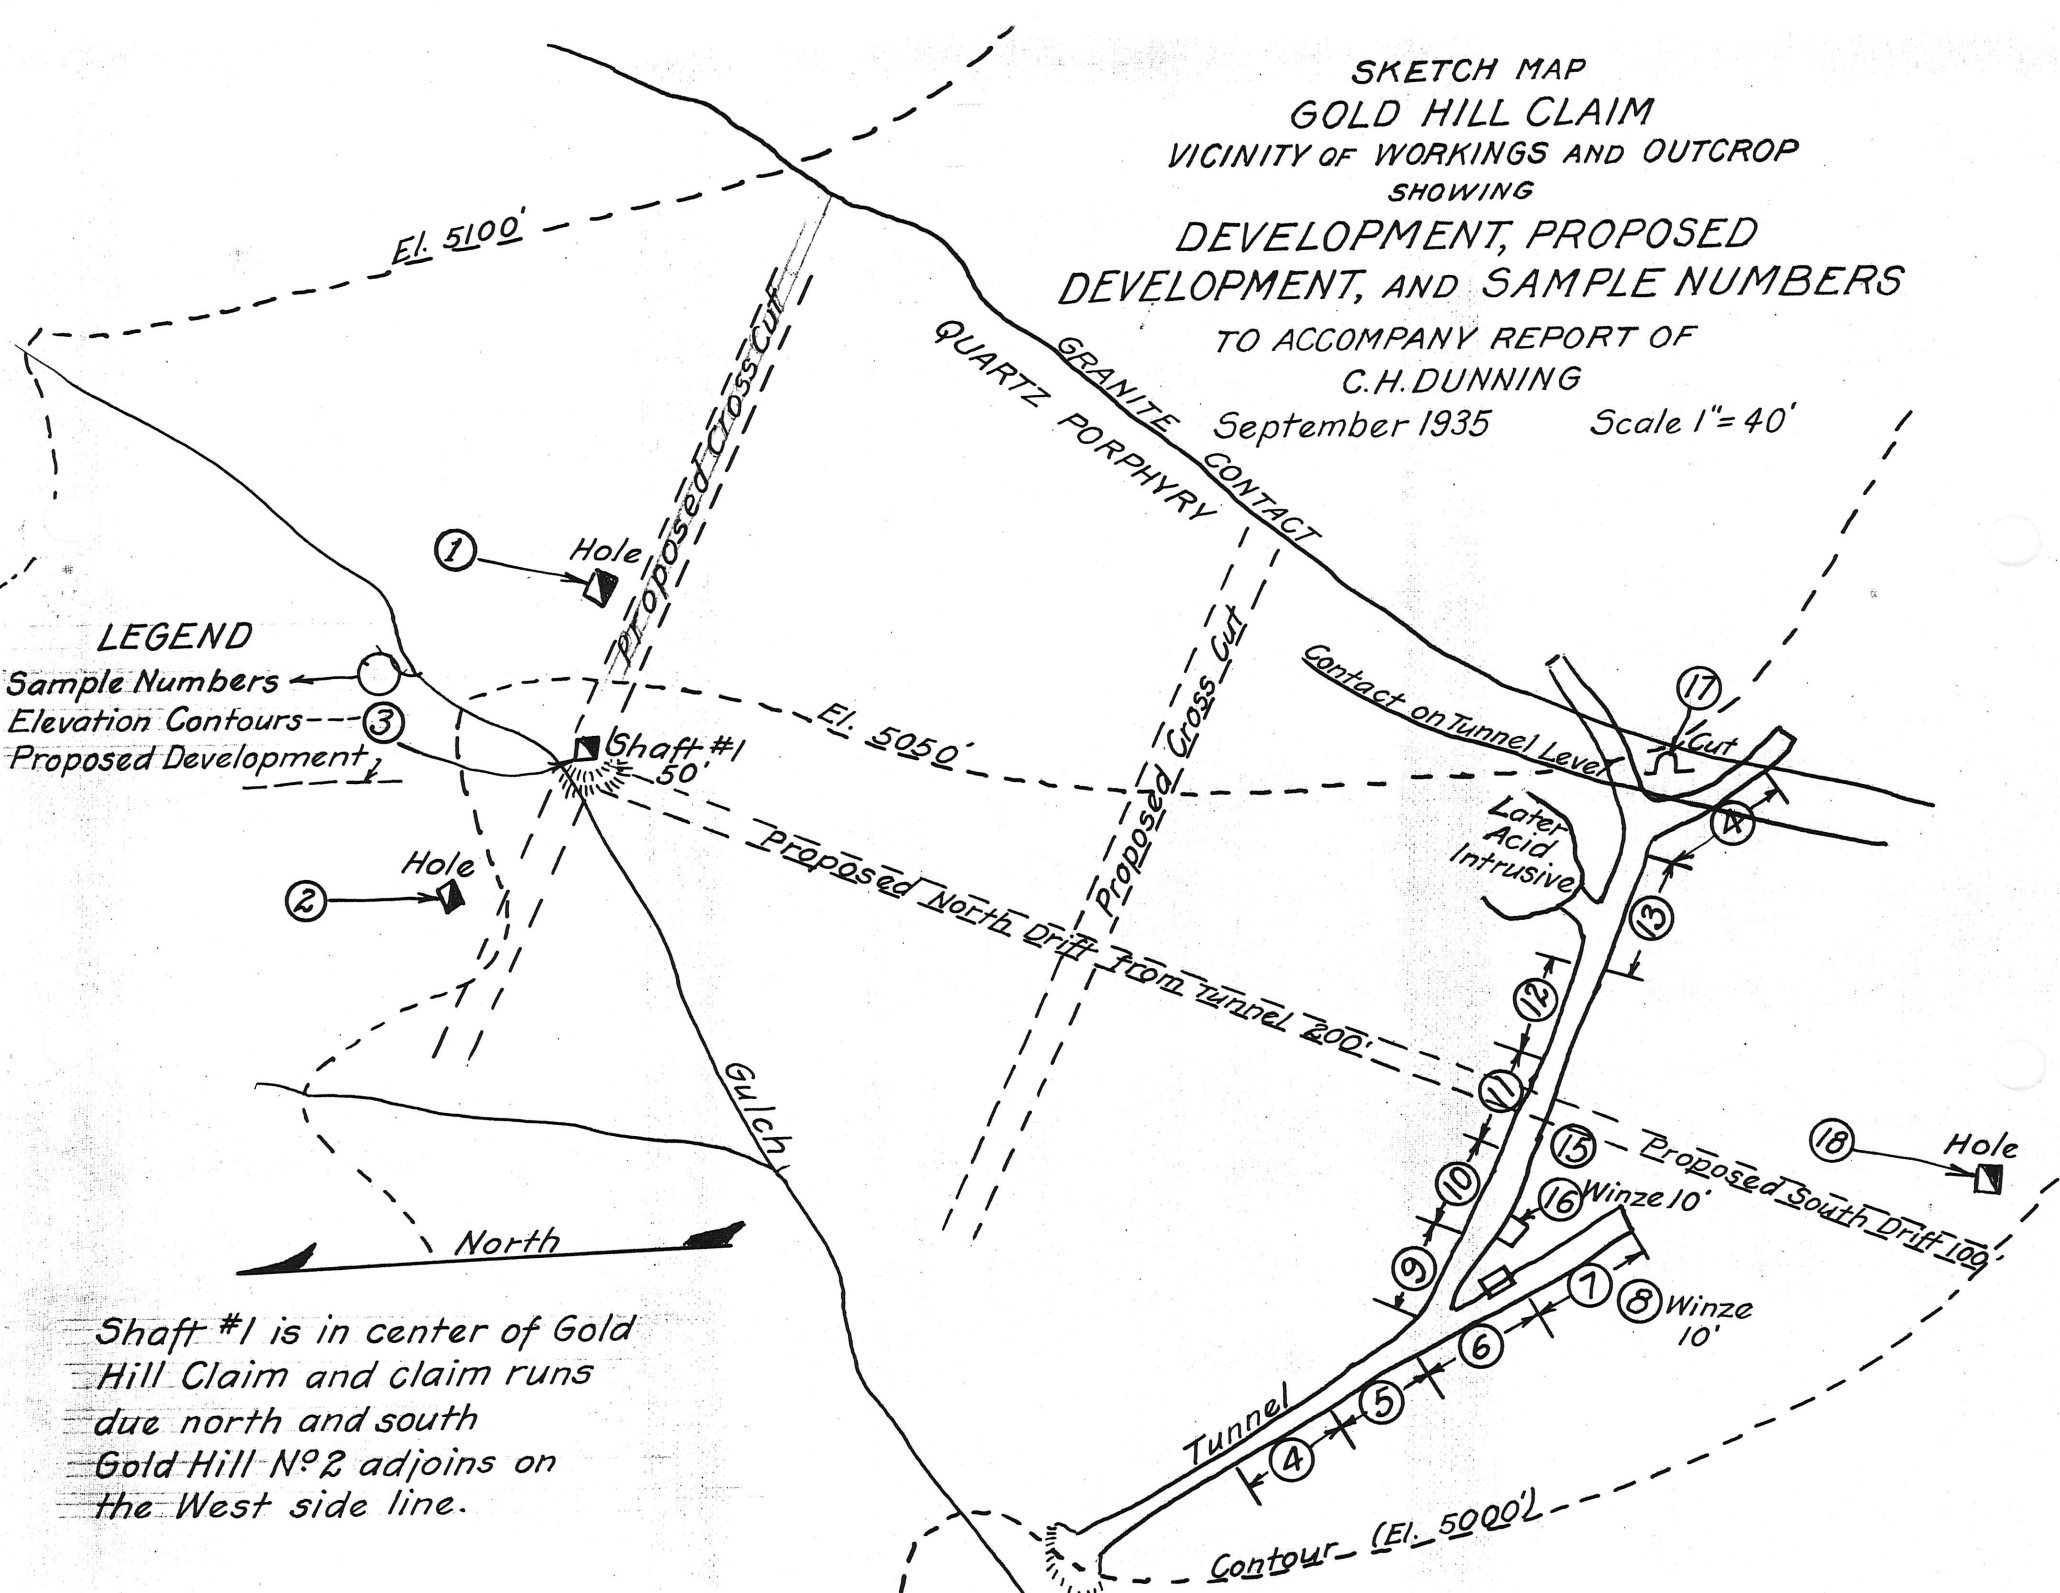 SKETCH MAP
GOLD HILL CLAIM
VICINITY OF WORKINGS AND OUTCROP
SHOWING
DEVELOPMENT, PROPOSED
DEVELOPMENT, AND SAMPLE NUMBERS
TO ACCOMPANY REPORT OF
C.H. DUNNING
September 1935 Scale 1"= 40'
El. 5100'
Proposed Cross Cut
GRANITE CONTACT
QUARTZ PORPHYRY
1
Hole
LEGEND
Sample Numbers
Elevation Contours
3
Proposed Development
Shaft #1
50'
El. 5050'
Proposed Cross Cut
Contact on Tunnel Level
17
Cut
4
Later
Acid
Intrusive
13
12
2
Hole
Proposed North Drift from Tunnel 200'
11
15
10
16 Winze 10'
9
Proposed South Drift 100'
18
Hole
Gulch
North
7
8 Winze
10'
6
5
4
Tunnel
Contour (El. 5000')
Shaft #1 is in center of Gold
Hill Claim and claim runs
due north and south
Gold Hill No2 adjoins on
the West side line.